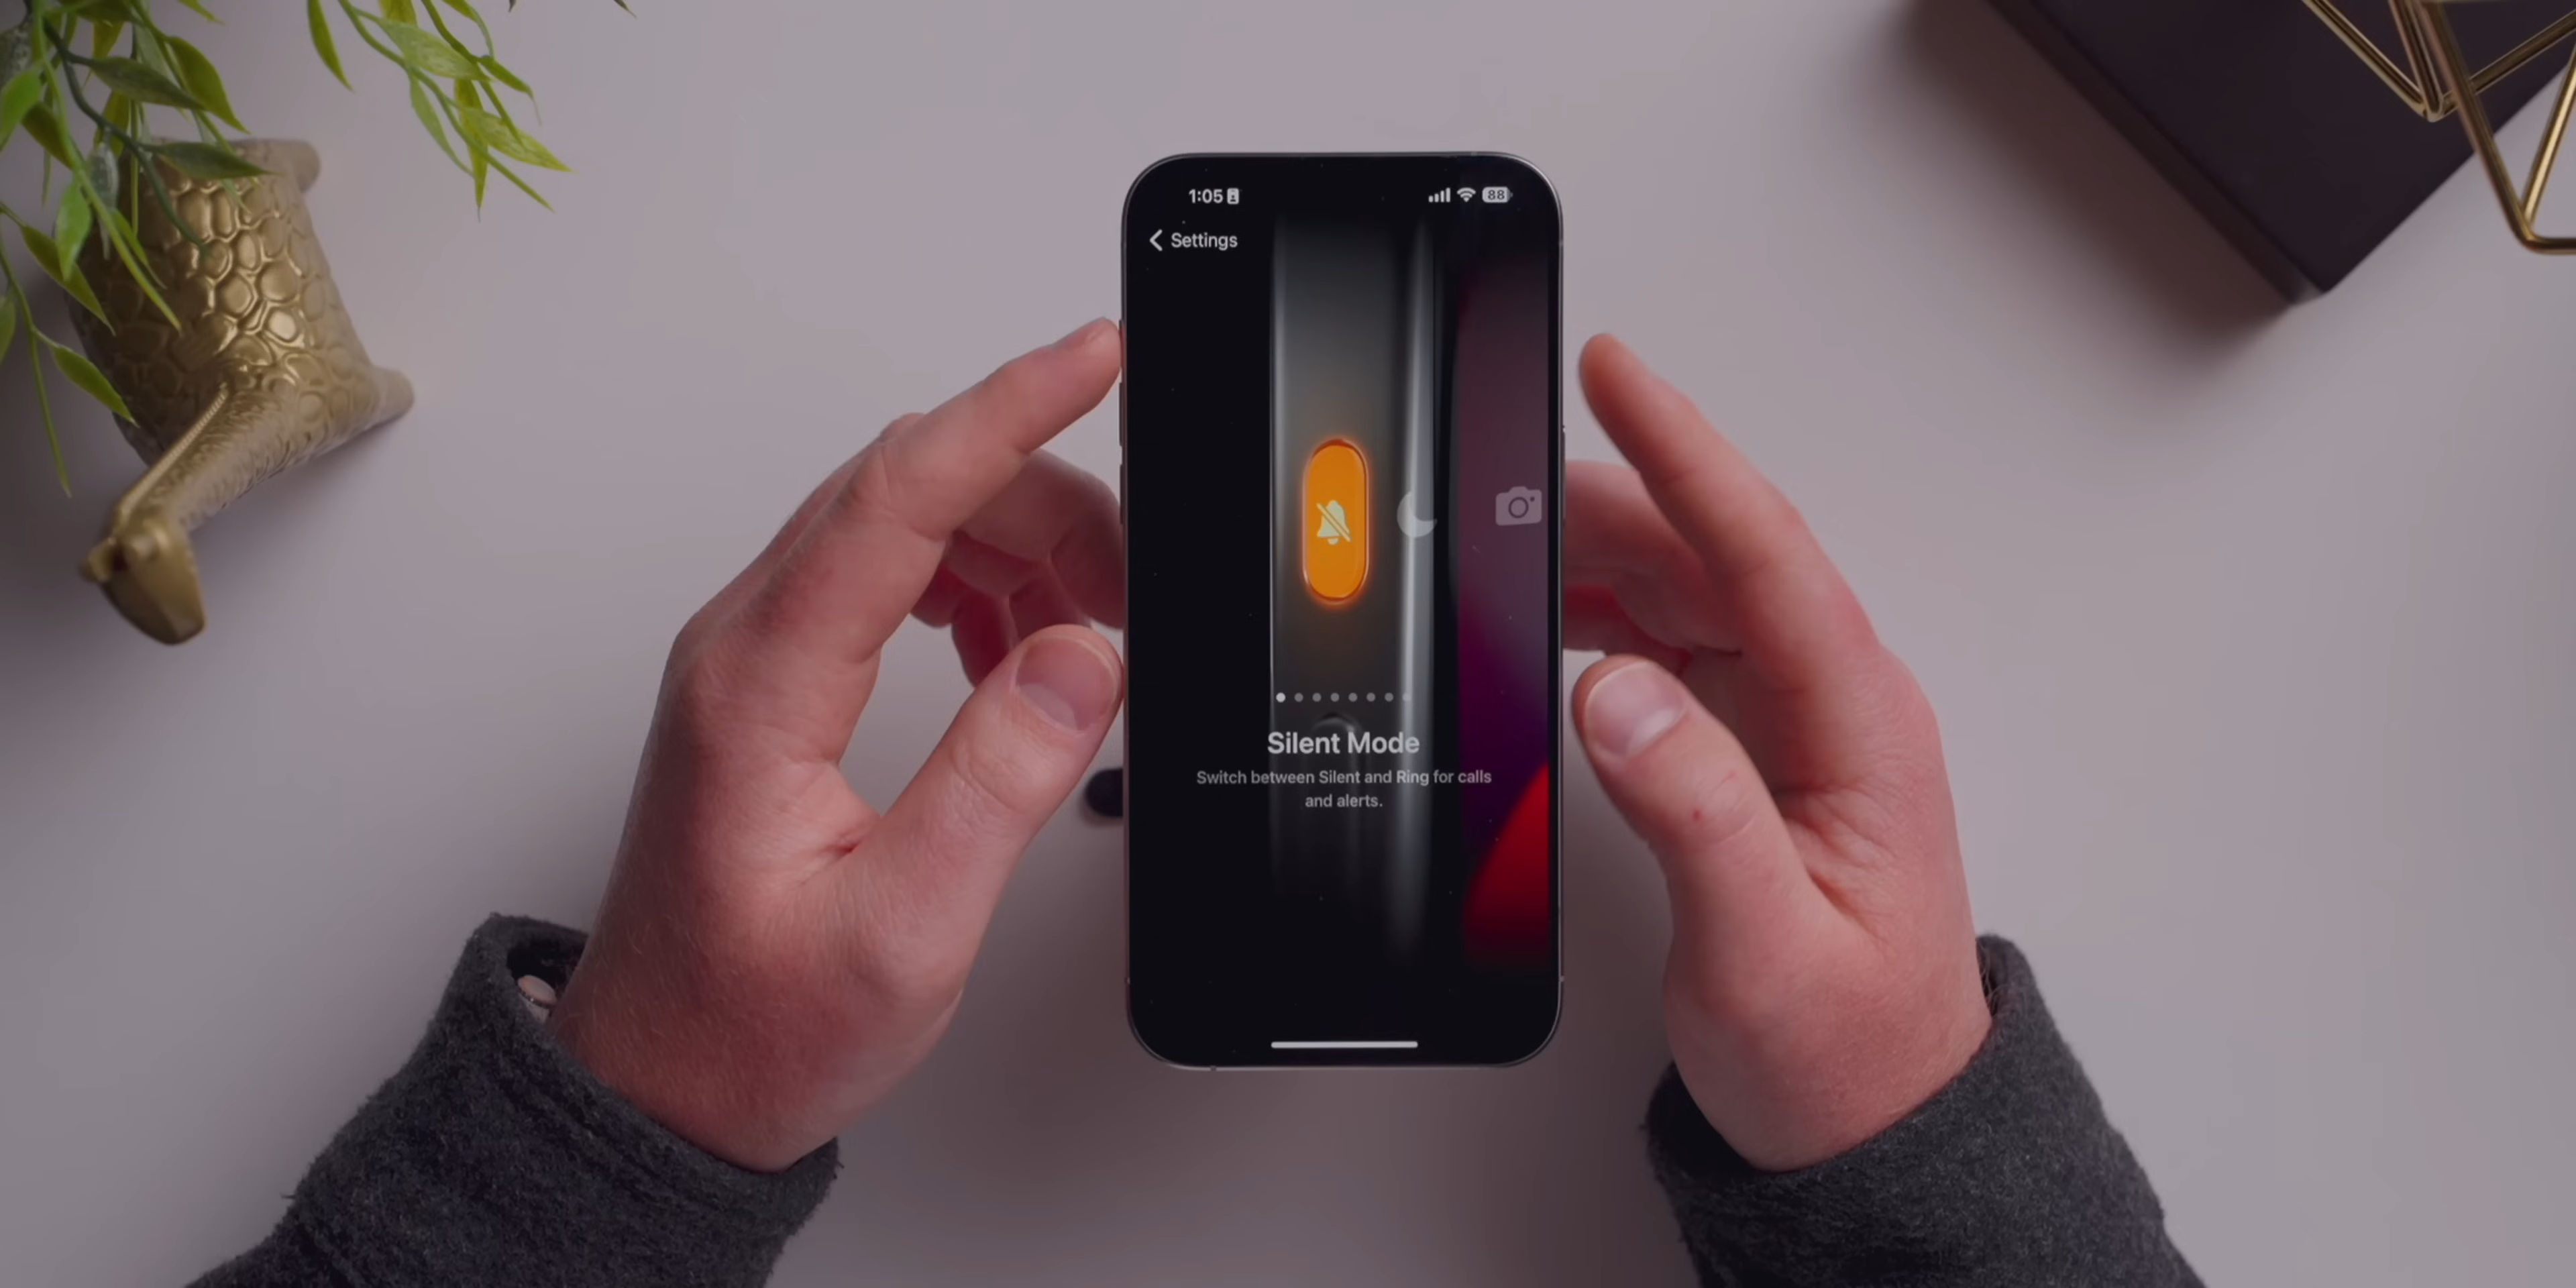 1:05
88
Settings
Silent Mode
Switch between Silent and Ring for calls
and alerts.